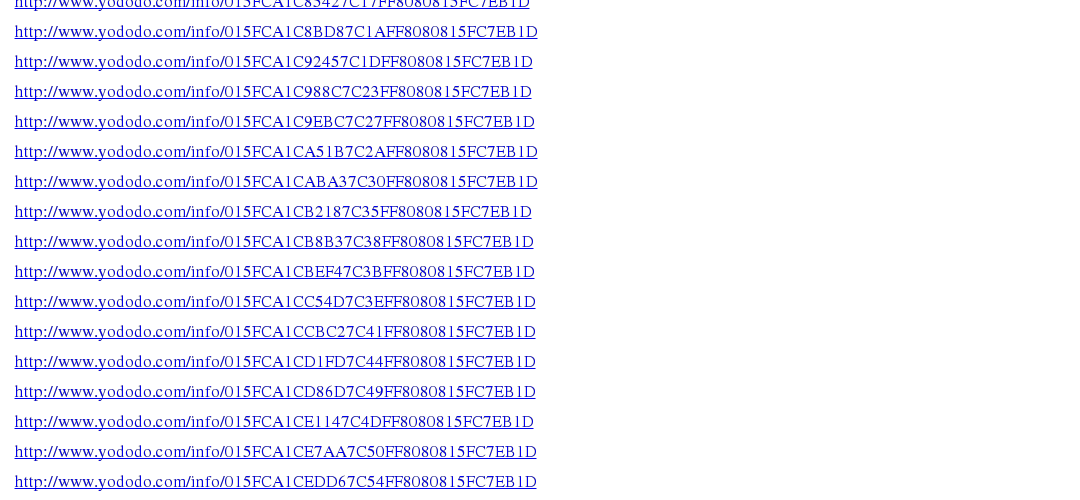 http://www.yododo.com/info/015FCA1C85427C17FF8080815FC7EB1D
http://www.yododo.com/info/015FCA1C8BD87C1AFF8080815FC7EB1D
http://www.yododo.com/info/015FCA1C92457C1DFF8080815FC7EB1D
http://www.yododo.com/info/015FCA1C988C7C23FF8080815FC7EB1D
http://www.yododo.com/info/015FCA1C9EBC7C27FF8080815FC7EB1D
http://www.yododo.com/info/015FCA1CA51B7C2AFF8080815FC7EB1D
http://www.yododo.com/info/015FCA1CABA37C30FF8080815FC7EB1D
http://www.yododo.com/info/015FCA1CB2187C35FF8080815FC7EB1D
http://www.yododo.com/info/015FCA1CB8B37C38FF8080815FC7EB1D
http://www.yododo.com/info/015FCA1CBEF47C3BFF8080815FC7EB1D
http://www.yododo.com/info/015FCA1CC54D7C3EFF8080815FC7EB1D
http://www.yododo.com/info/015FCA1CCBC27C41FF8080815FC7EB1D
http://www.yododo.com/info/015FCA1CD1FD7C44FF8080815FC7EB1D
http://www.yododo.com/info/015FCA1CD86D7C49FF8080815FC7EB1D
http://www.yododo.com/info/015FCA1CE1147C4DFF8080815FC7EB1D
http://www.yododo.com/info/015FCA1CE7AA7C50FF8080815FC7EB1D
http://www.yododo.com/info/015FCA1CEDD67C54FF8080815FC7EB1D